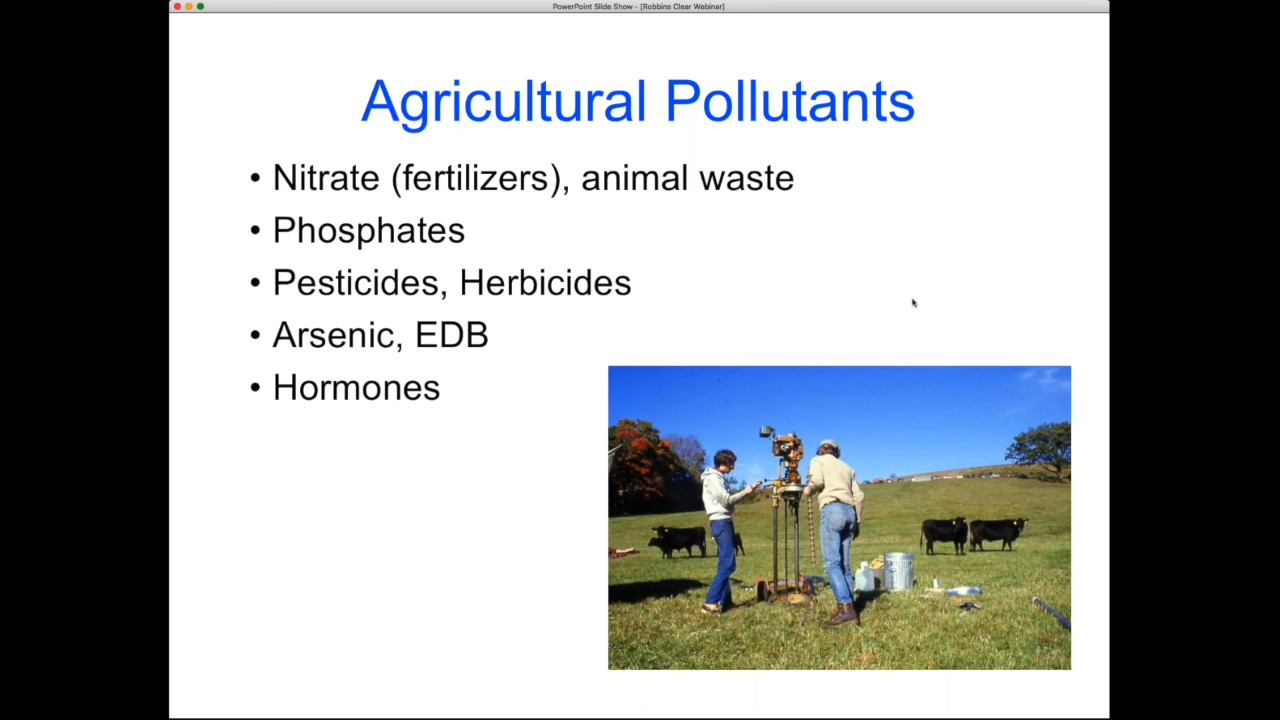 PowerPoint Slide Show - [Robbins Clear Webinar]
Agricultural Pollutants
• Nitrate (fertilizers), animal waste
• Phosphates
• Pesticides, Herbicides
• Arsenic, EDB
• Hormones